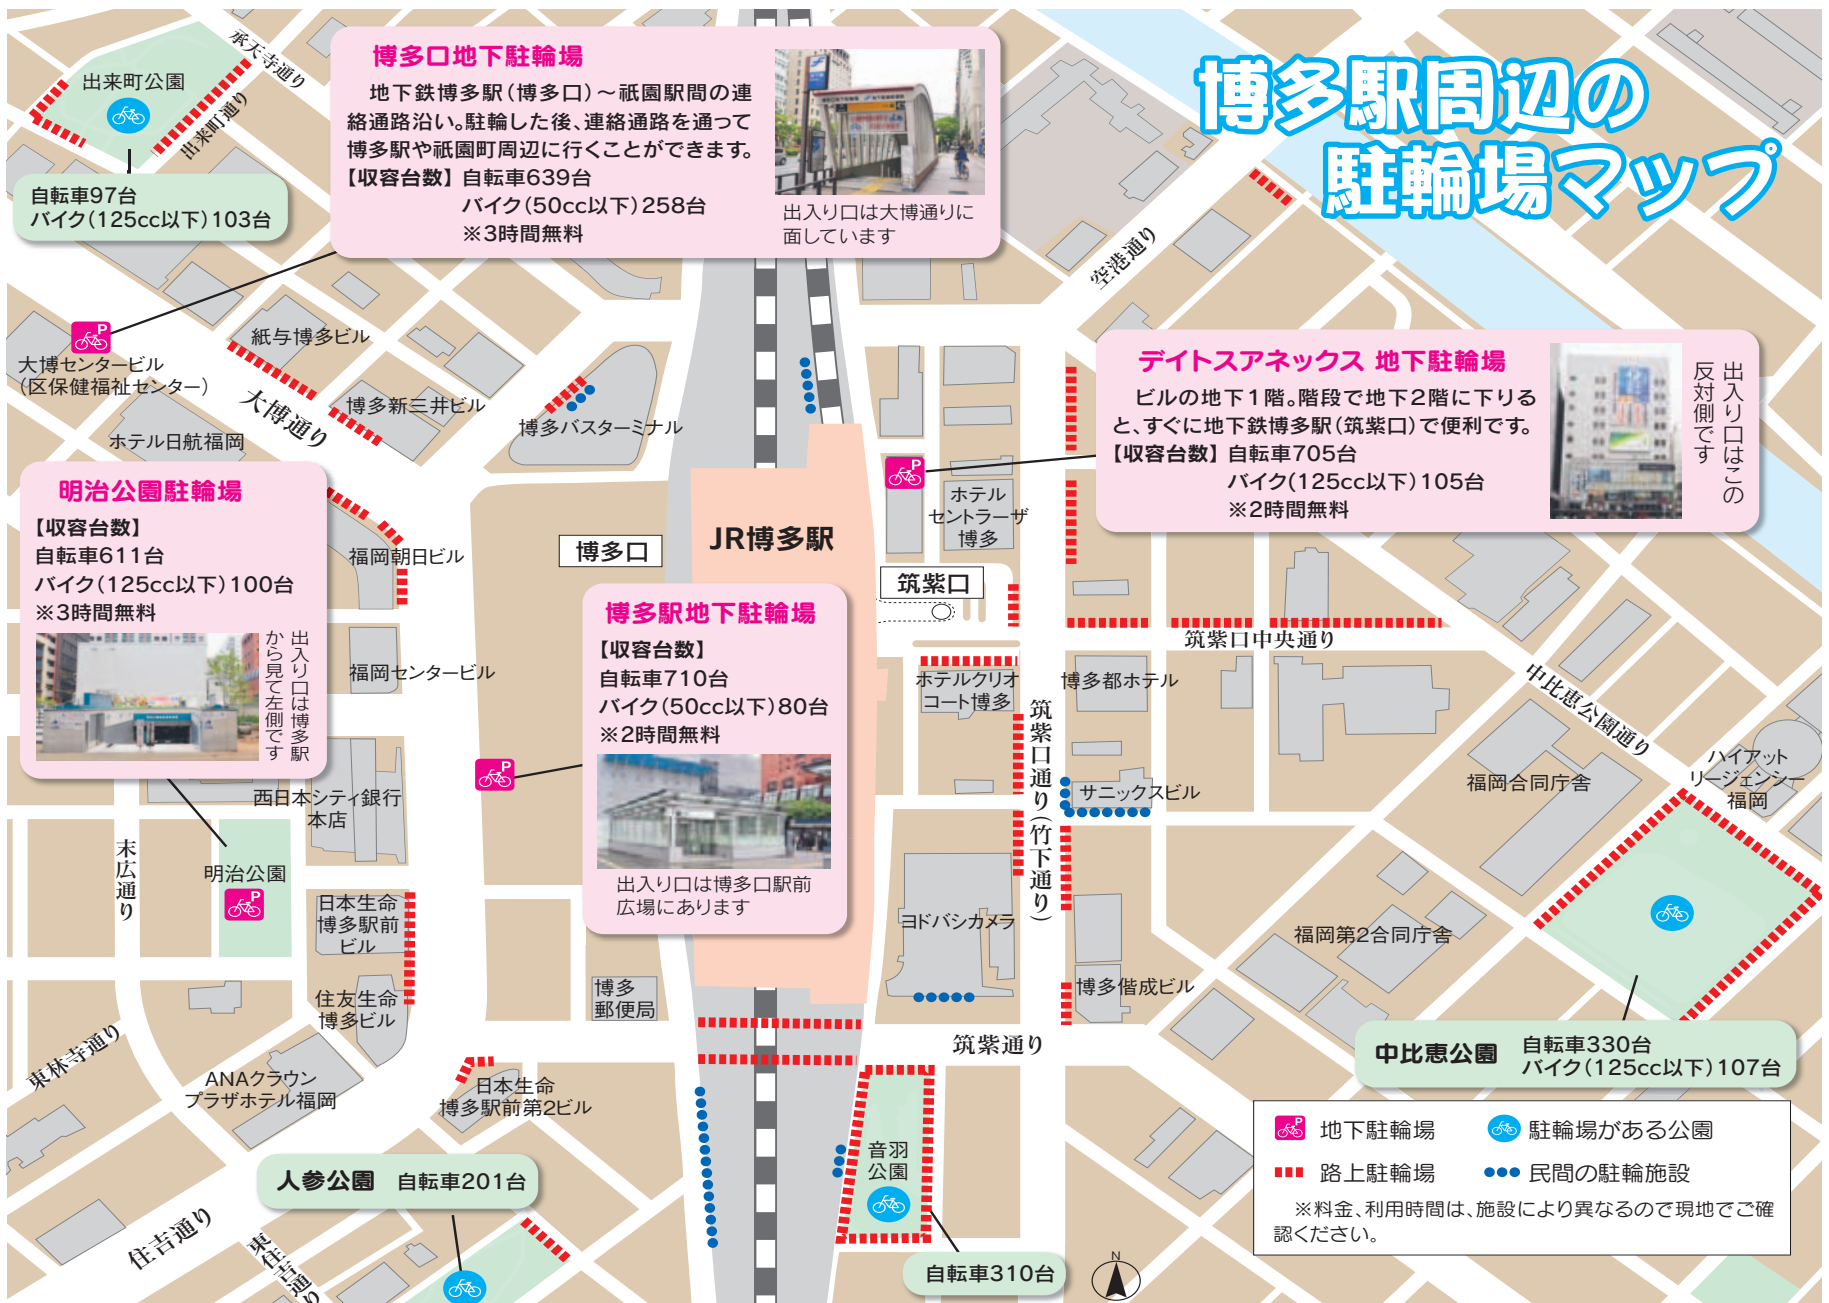 博多駅周辺の
駐輪場マップ
承天寺通り
出来町公園
出来町通り
自転車97台
バイク(125cc以下)103台
博多口地下駐輪場
地下鉄博多駅(博多口)~祇園駅間の連
絡通路沿い。駐輪した後、連絡通路を通って
博多駅や祇園町周辺に行くことができます。
【収容台数】自転車639台
バイク(50cc以下)258台
※3時間無料
出入り口は大博通りに
面しています
空港通り
P
大博センタービル
(区保健福祉センター)
紙与博多ビル
大博通り
博多新三井ビル
ホテル日航福岡
博多バスターミナル
デイトスアネックス 地下駐輪場
ビルの地下1階。階段で地下2階に下りる
と、すぐに地下鉄博多駅(筑紫口)で便利です。
【収容台数】自転車705台
バイク(125cc以下)105台
※2時間無料
出入り口はこの
反対側です
P
ホテル
セントラーザ
博多
明治公園駐輪場
【収容台数】
自転車611台
バイク(125cc以下)100台
※3時間無料
出入り口は博多駅
から見て左側です
福岡朝日ビル
博多口
JR博多駅
筑紫口
博多駅地下駐輪場
【収容台数】
自転車710台
バイク(50cc以下)80台
※2時間無料
出入り口は博多口駅前
広場にあります
福岡センタービル
P
ホテルクリオ
コート博多
博多都ホテル
筑紫口中央通り
中比恵公園通り
筑紫口通り(竹下通り)
サニックスビル
福岡合同庁舎
ハイアット
リージェンシー
福岡
西日本シティ銀行
本店
末広通り
明治公園
P
日本生命
博多駅前
ビル
ヨドバシカメラ
福岡第2合同庁舎
住友生命
博多ビル
博多
郵便局
博多偕成ビル
筑紫通り
東林寺通り
ANAクラウン
プラザホテル福岡
日本生命
博多駅前第2ビル
中比恵公園
自転車330台
バイク(125cc以下)107台
人参公園 自転車201台
住吉通り
東住吉通り
音羽
公園
自転車310台
N
P
地下駐輪場
駐輪場がある公園
路上駐輪場
民間の駐輪施設
※料金、利用時間は、施設により異なるので現地でご確
認ください。